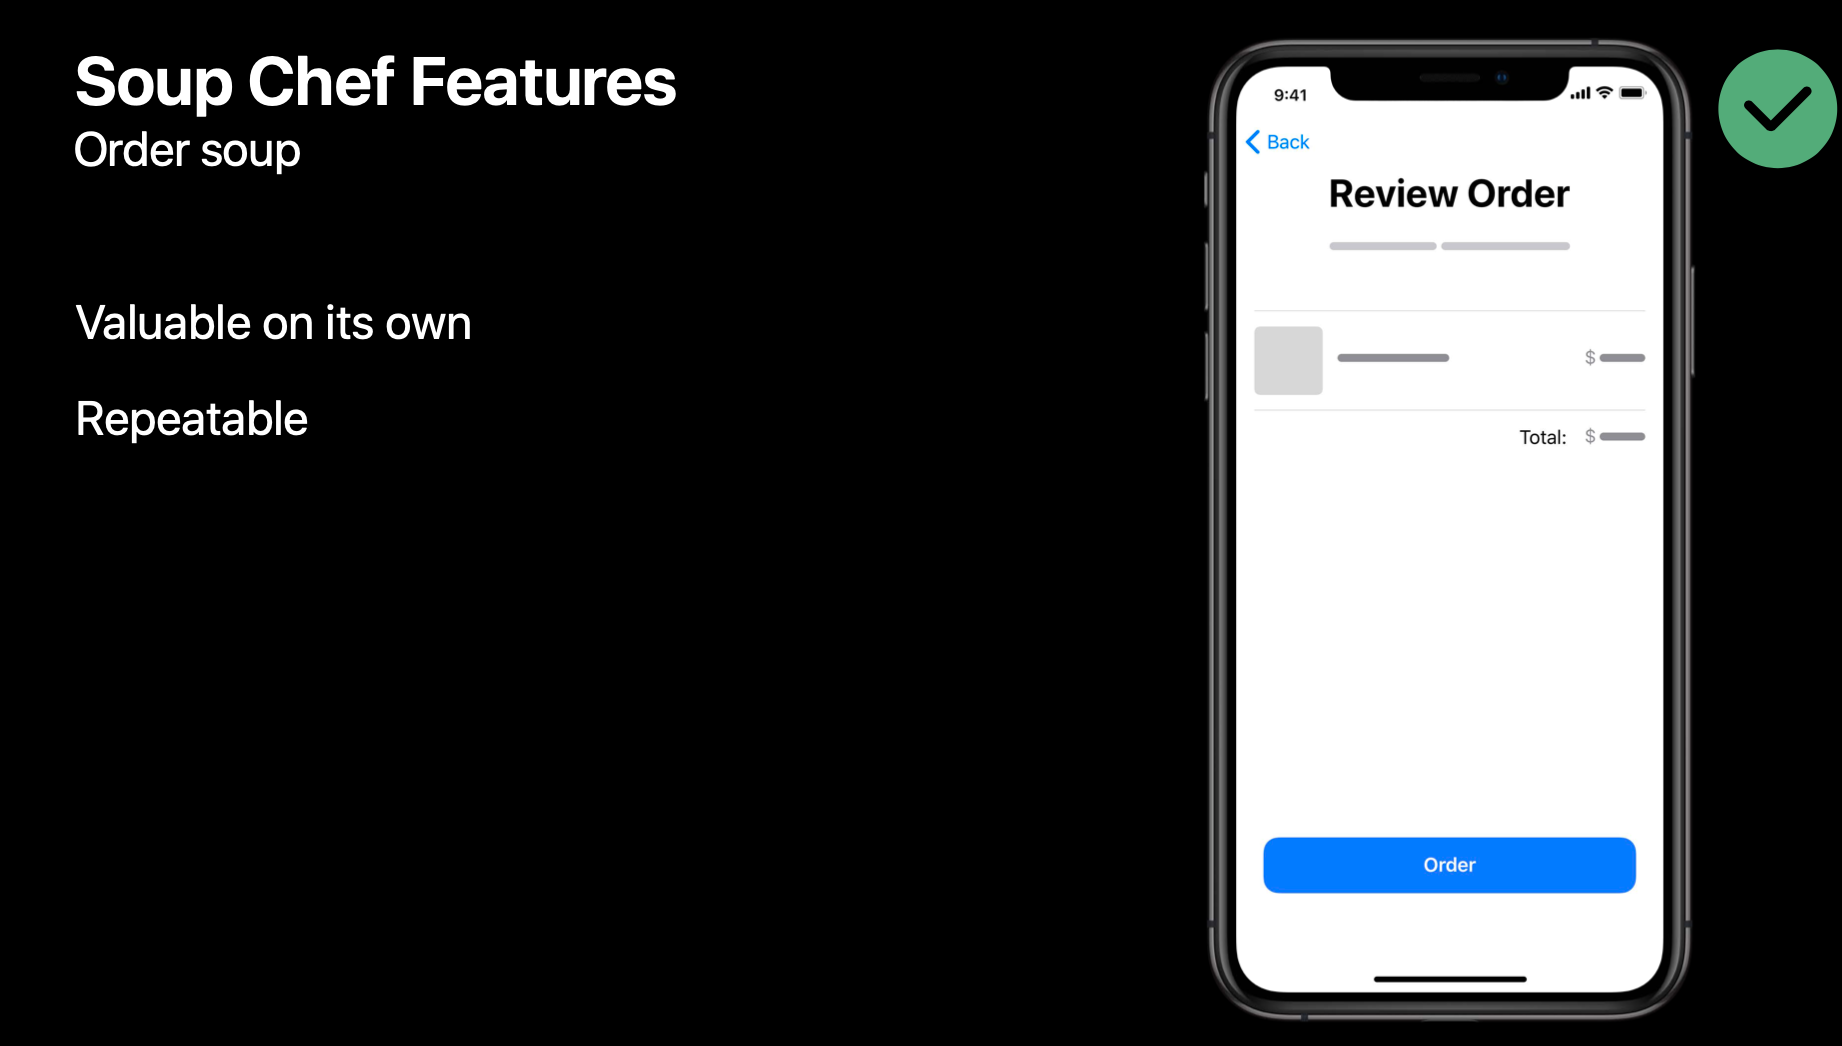 Soup Chef Features
Order soup
Valuable on its own
Repeatable
9:41
Back
Review Order
$
Total: $
Order